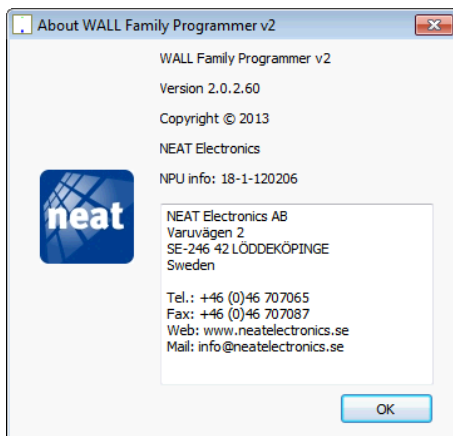 About WALL Family Programmer v2
WALL Family Programmer v2
Version 2.0.2.60
Copyright © 2013
NEAT Electronics
NPU info: 18-1-120206
neat
NEAT Electronics AB
Varuvägen 2
SE-246 42 LÖDDEKÖPINGE
Sweden
Tel.: +46 (0)46 707065
Fax: +46 (0)46 707087
Web: www.neatelectronics.se
Mail: info@neatelectronics.se
OK